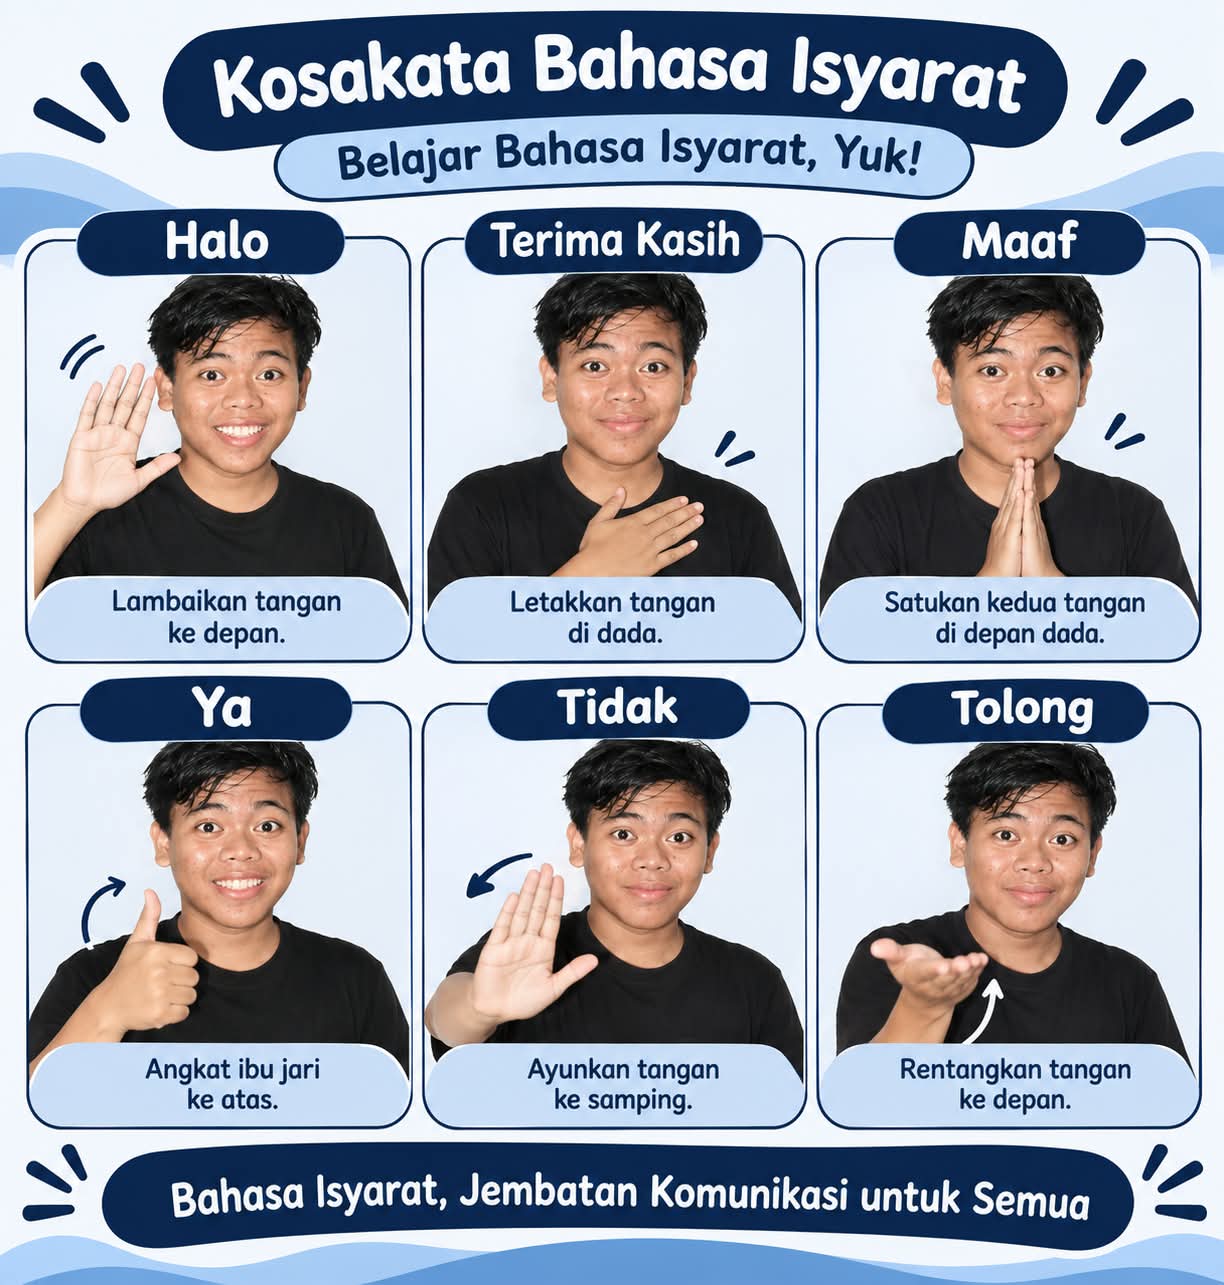 Kosakata Bahasa Isyarat
Belajar Bahasa Isyarat, Yuk!
Halo
Lambaikan tangan
ke depan.
Terima Kasih
Letakkan tangan
di dada.
Maaf
Satukan kedua tangan
di depan dada.
Ya
Angkat ibu jari
ke atas.
Tidak
Ayunkan tangan
ke samping.
Tolong
Rentangkan tangan
ke depan.
Bahasa Isyarat, Jembatan Komunikasi untuk Semua